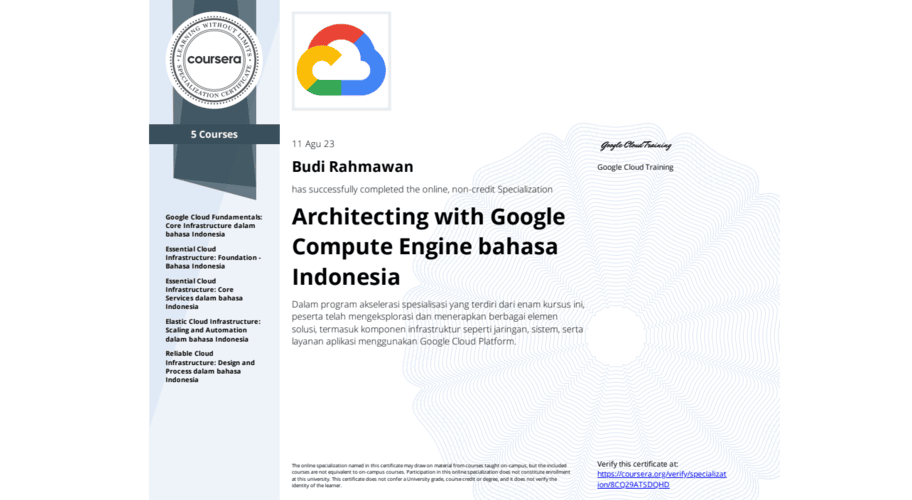 LEARNING WITHOUT LIMITS
coursera
SPECIALIZATION CERTIFICATE
5 Courses
Google Cloud Fundamentals:
Core Infrastructure dalam
bahasa Indonesia
Essential Cloud
Infrastructure: Foundation -
Bahasa Indonesia
Essential Cloud
Infrastructure: Core
Services dalam bahasa
Indonesia
Elastic Cloud Infrastructure:
Scaling and Automation
dalam bahasa Indonesia
Reliable Cloud
Infrastructure: Design and
Process dalam bahasa
Indonesia
11 Agu 23
Budi Rahmawan
has successfully completed the online, non-credit Specialization
Architecting with Google
Compute Engine bahasa
Indonesia
Dalam program akselerasi spesialisasi yang terdiri dari enam kursus ini,
peserta telah mengeksplorasi dan menerapkan berbagai elemen
solusi, termasuk komponen infrastruktur seperti jaringan, sistem, serta
layanan aplikasi menggunakan Google Cloud Platform.
Google Cloud Training
Google Cloud Training
The online specialization named in this certificate may draw on material from courses taught on-campus, but the included
courses are not equivalent to on-campus courses. Participation in this online specialization does not constitute enrollment
at this university. This certificate does not confer a University grade, course credit or degree, and it does not verify the
identity of the learner.
Verify this certificate at:
https://coursera.org/verify/specializat
ion/8CQ29ATSDQHD